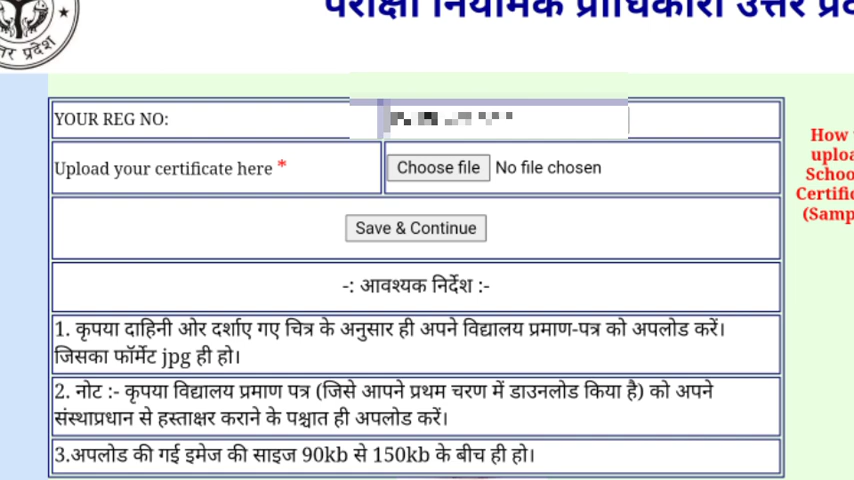 परीक्षा नियामक प्राधिकारी उत्तर
त्तर प्रदेश
YOUR REG NO:
Upload your certificate here *
Choose file No file chosen
Save & Continue
-: आवश्यक निर्देश :-
1. कृपया दाहिनी ओर दर्शाए गए चित्र के अनुसार ही अपने विद्यालय प्रमाण-पत्र को अपलोड करें।
जिसका फॉर्मेट jpg ही हो।
2. नोट :- कृपया विद्यालय प्रमाण पत्र (जिसे आपने प्रथम चरण में डाउनलोड किया है) को अपने
संस्थाप्रधान से हस्ताक्षर कराने के पश्चात ही अपलोड करें।
3.अपलोड की गई इमेज की साइज 90kb से 150kb के बीच ही हो।
How
uploa
Schoo
Certific
(Samp